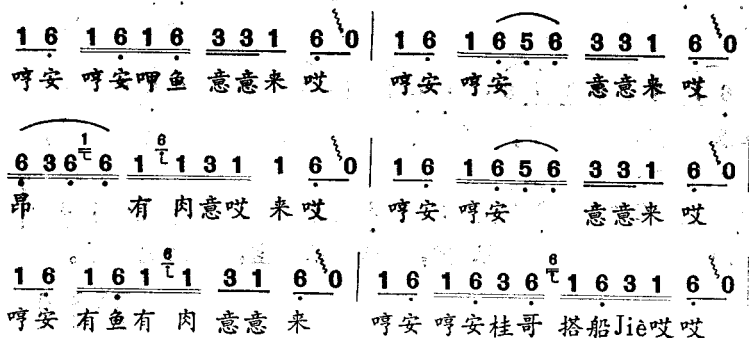 1 6 1 6 1 6 3 3 1 6 0 | 1 6 1 6 5 6 3 3 1 6 0
哼安 哼安呷鱼 意意来 哎 哼安 哼安 意意来 哎
6 3 6 1 6 1 6 1 3 1 1 6 0 | 1 6 1 6 5 6 3 3 1 6 0
昂 有 肉意哎 来 哎 哼安 哼安 意意来 哎
1 6 1 6 1 6 1 3 1 6 0 | 1 6 1 6 3 6 6 1 6 3 1 6 0
哼安 有鱼有 肉 意意 来 哼安 哼安桂哥 搭船Jiê哎哎